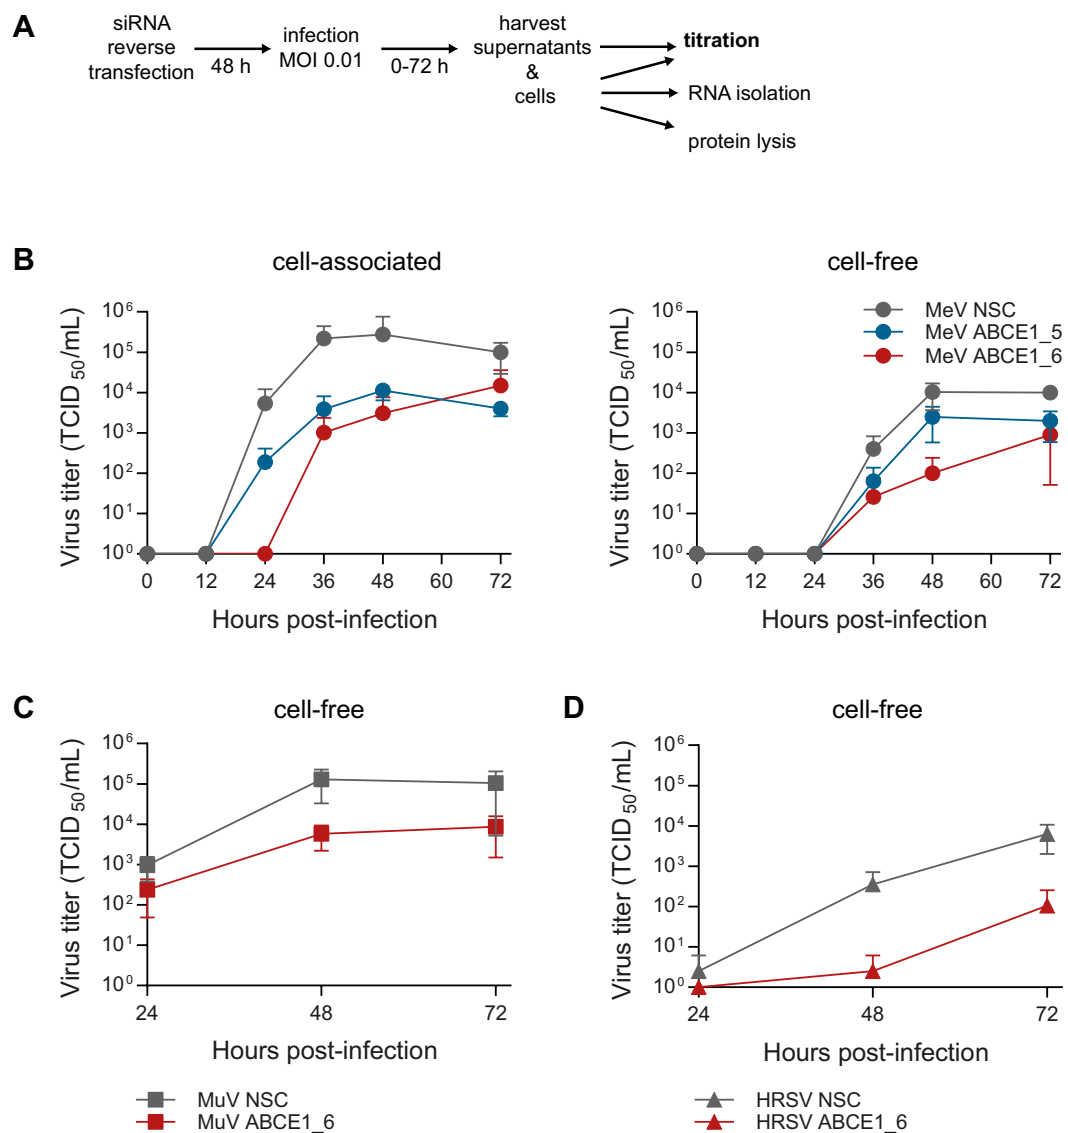 A
siRNA
reverse
transfection
48 h
infection
MOI 0.01
0-72 h
harvest
supernatants
&
cells
titration
RNA isolation
protein lysis
B
cell-associated
Virus titer (TCID50/mL)
10^6
10^5
10^4
10^3
10^2
10^1
10^0
0 12 24 36 48 60 72
Hours post-infection
cell-free
MeV NSC
MeV ABCE1_5
MeV ABCE1_6
Virus titer (TCID50/mL)
10^6
10^5
10^4
10^3
10^2
10^1
10^0
0 12 24 36 48 60 72
Hours post-infection
C
cell-free
Virus titer (TCID50/mL)
10^6
10^5
10^4
10^3
10^2
10^1
10^0
24 48 72
Hours post-infection
MuV NSC
MuV ABCE1_6
D
cell-free
Virus titer (TCID50/mL)
10^6
10^5
10^4
10^3
10^2
10^1
10^0
24 48 72
Hours post-infection
HRSV NSC
HRSV ABCE1_6